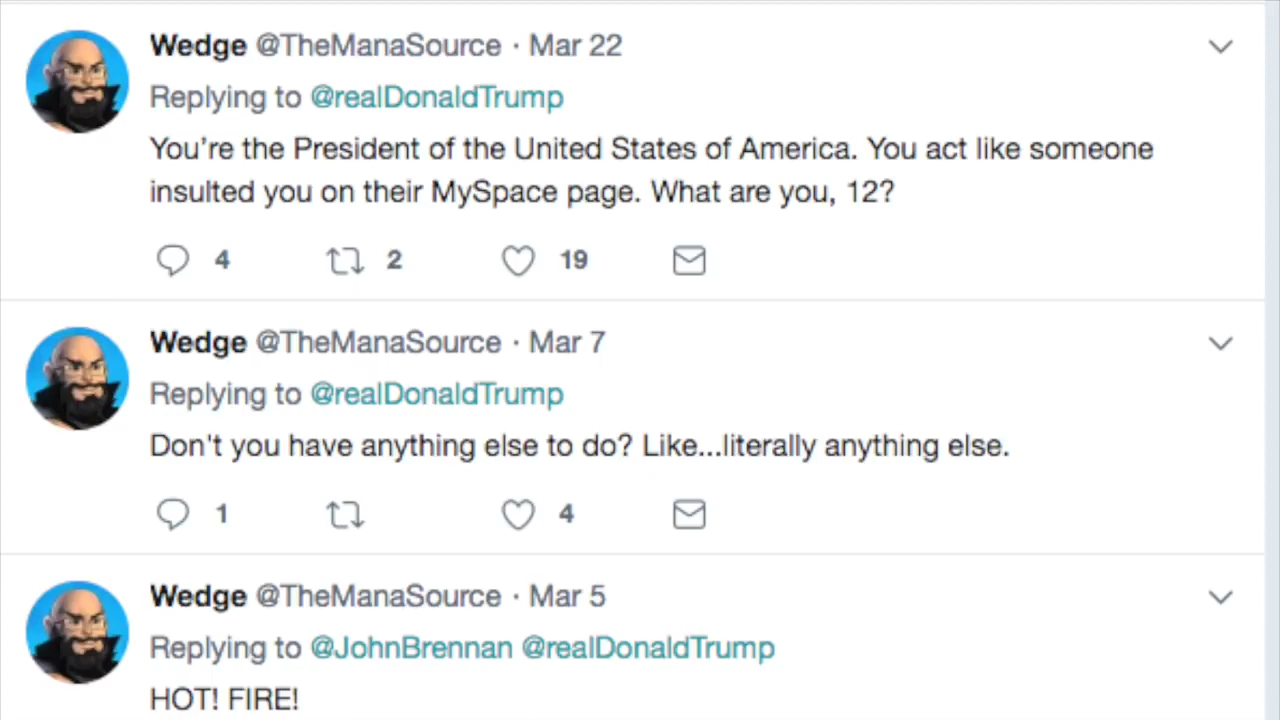 Wedge @TheManaSource · Mar 22
Replying to @realDonaldTrump
You’re the President of the United States of America. You act like someone
insulted you on their MySpace page. What are you, 12?
4 2 19
Wedge @TheManaSource · Mar 7
Replying to @realDonaldTrump
Don't you have anything else to do? Like...literally anything else.
1 4
Wedge @TheManaSource · Mar 5
Replying to @JohnBrennan @realDonaldTrump
HOT! FIRE!